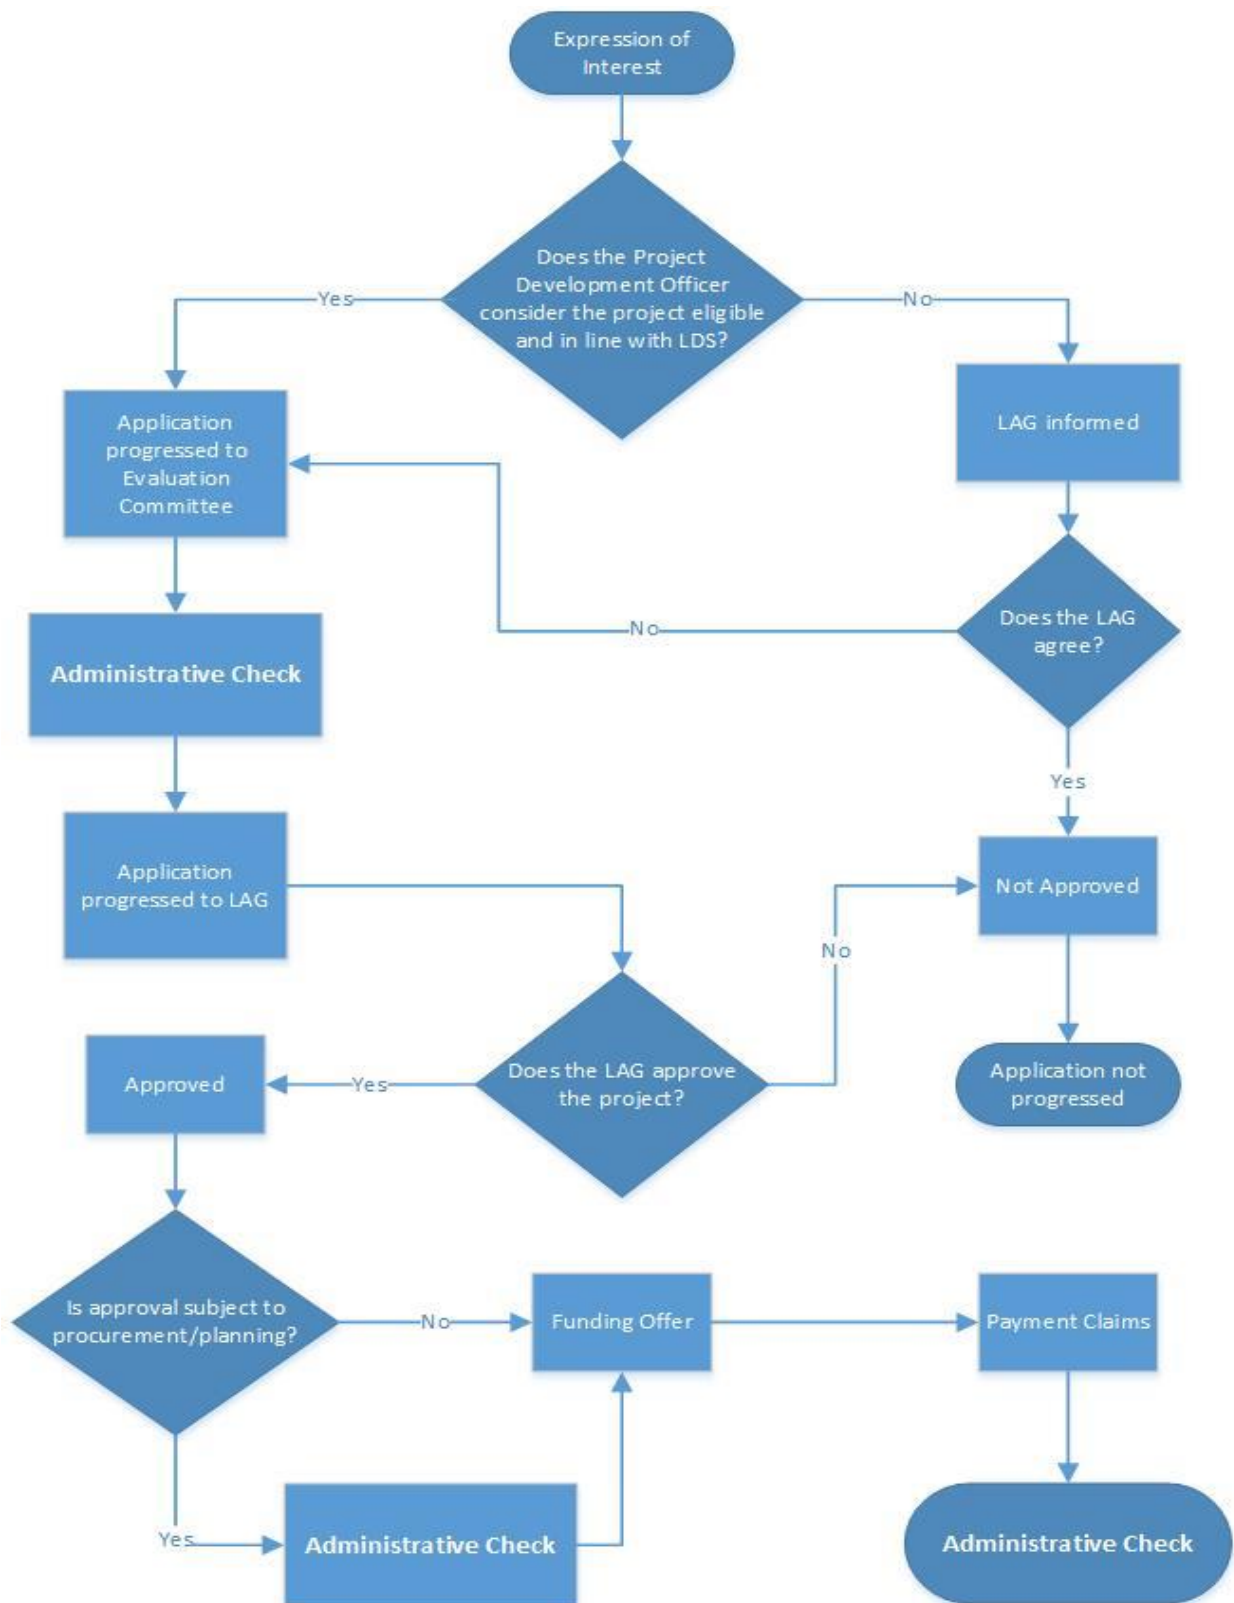 Expression of
Interest
Does the Project
Development Officer
consider the project eligible
and in line with LDS?
Yes
No
Application
progressed to
Evaluation
Committee
LAG informed
No
Does the LAG
agree?
Administrative Check
Yes
Application
progressed to LAG
Not Approved
No
Does the LAG approve
the project?
Yes
Approved
Application not
progressed
Is approval subject to
procurement/planning?
No
Funding Offer
Payment Claims
Yes
Administrative Check
Administrative Check